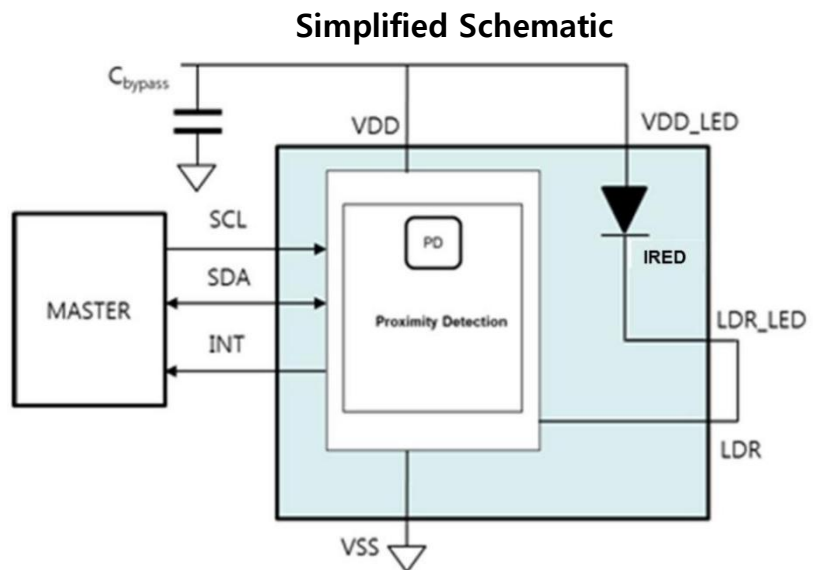 Simplified Schematic
Cbypass
VDD
VDD_LED
SCL
PD
IRED
SDA
MASTER
Proximity Detection
LDR_LED
INT
LDR
VSS